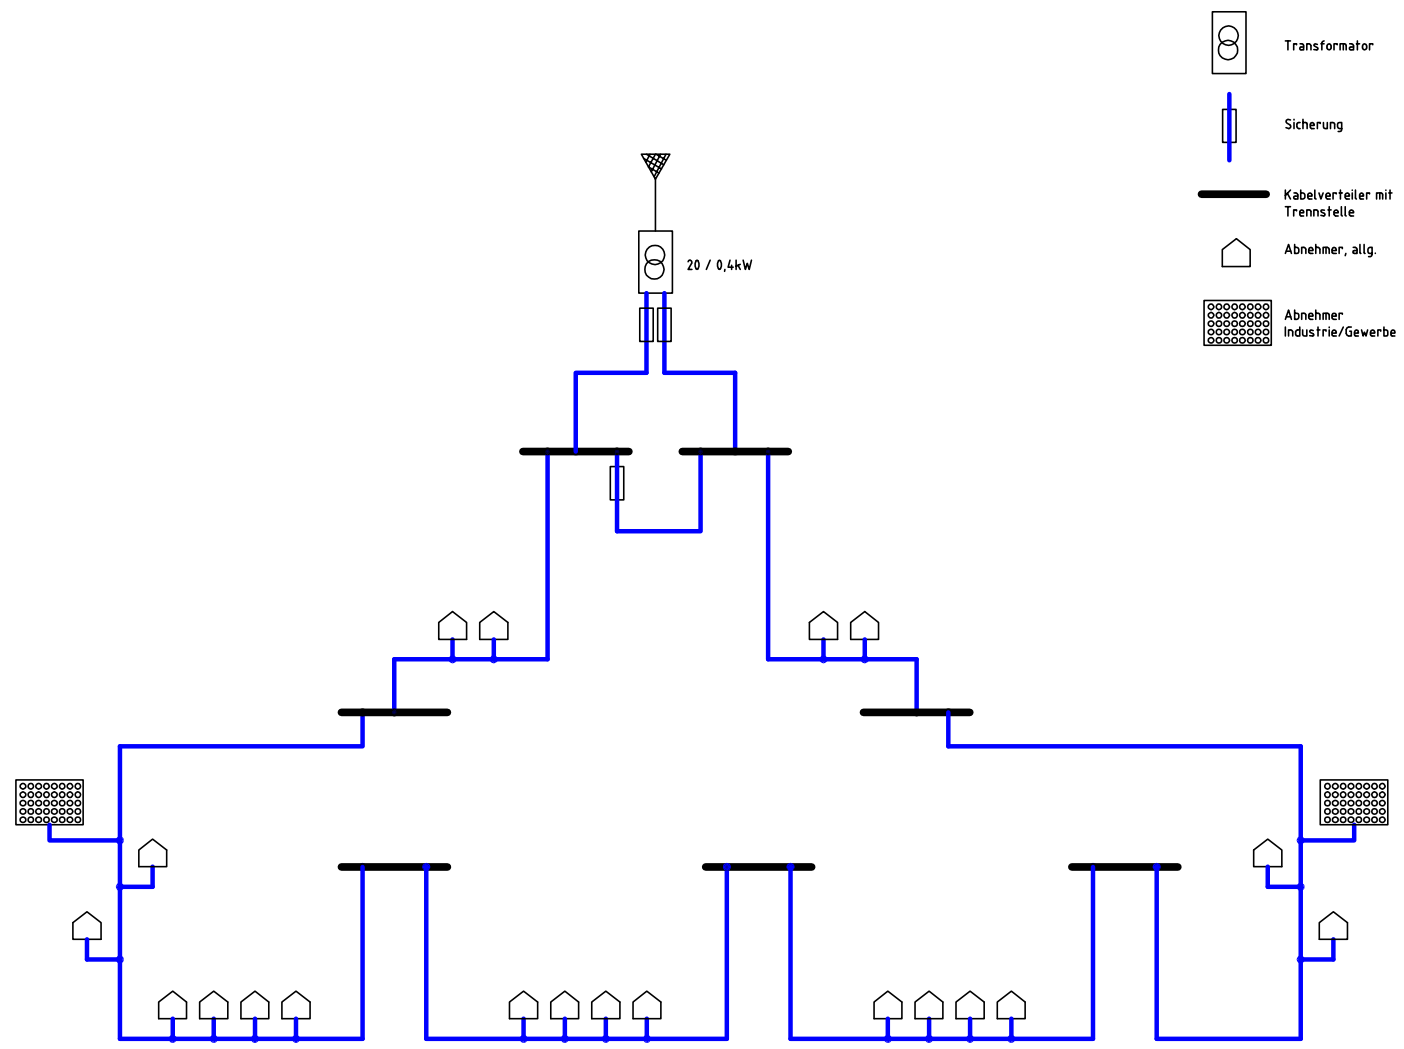 Transformator
Sicherung
Kabelverteiler mit
Trennstelle
Abnehmer, allg.
Abnehmer
Industrie/Gewerbe
20 / 0,4kW